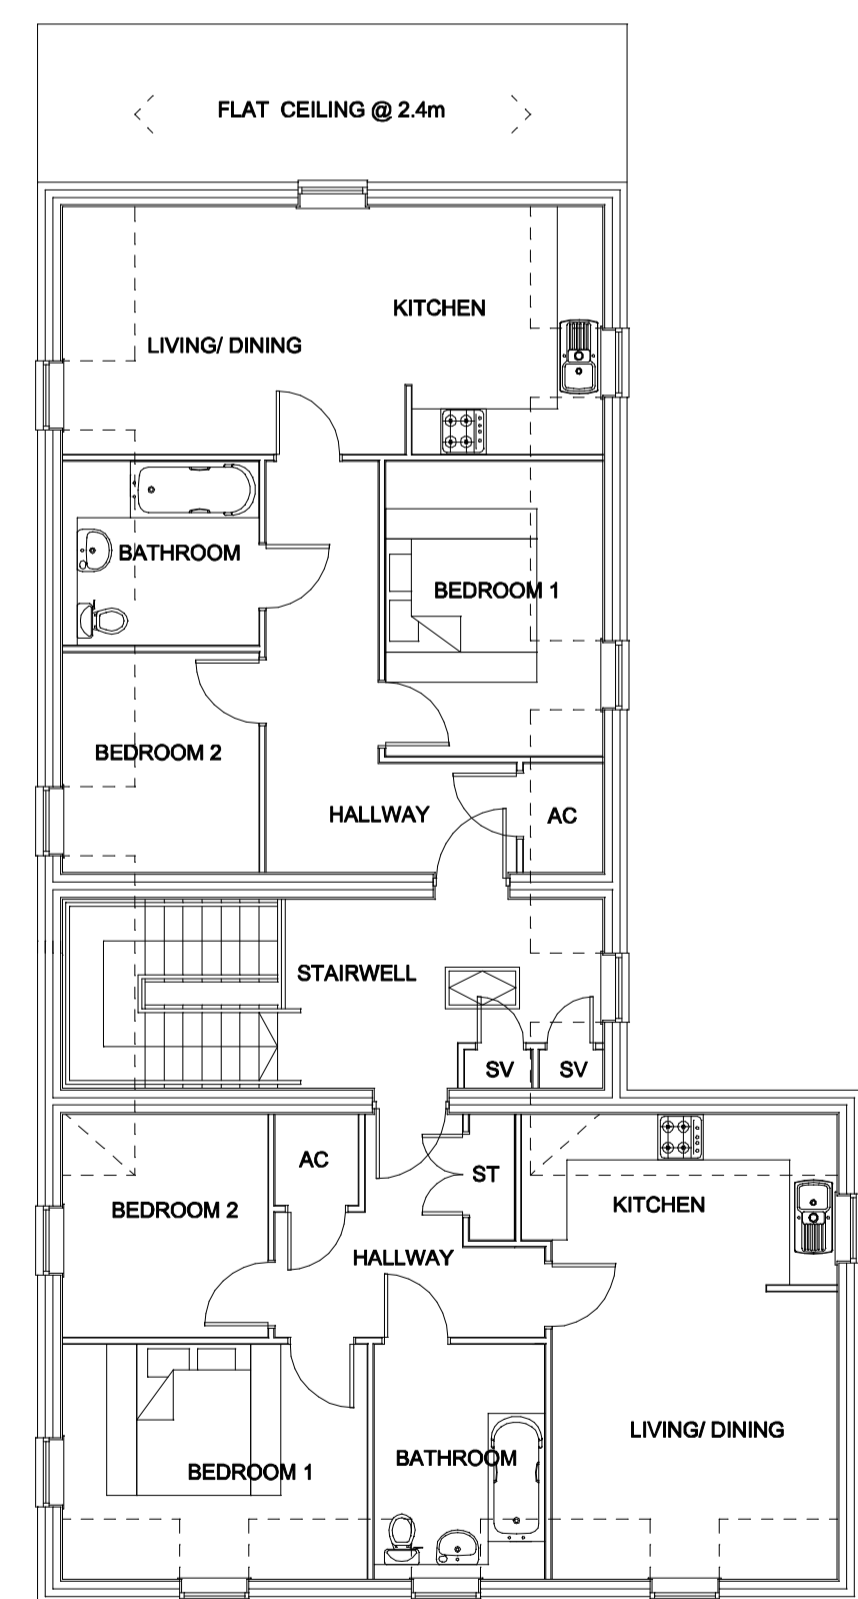 FLAT CEILING @ 2.4m
KITCHEN
LIVING/ DINING
BATHROOM
BEDROOM 1
BEDROOM 2
HALLWAY
AC
STAIRWELL
SV
SV
AC
ST
BEDROOM 2
KITCHEN
HALLWAY
LIVING/ DINING
BATHROOM
BEDROOM 1